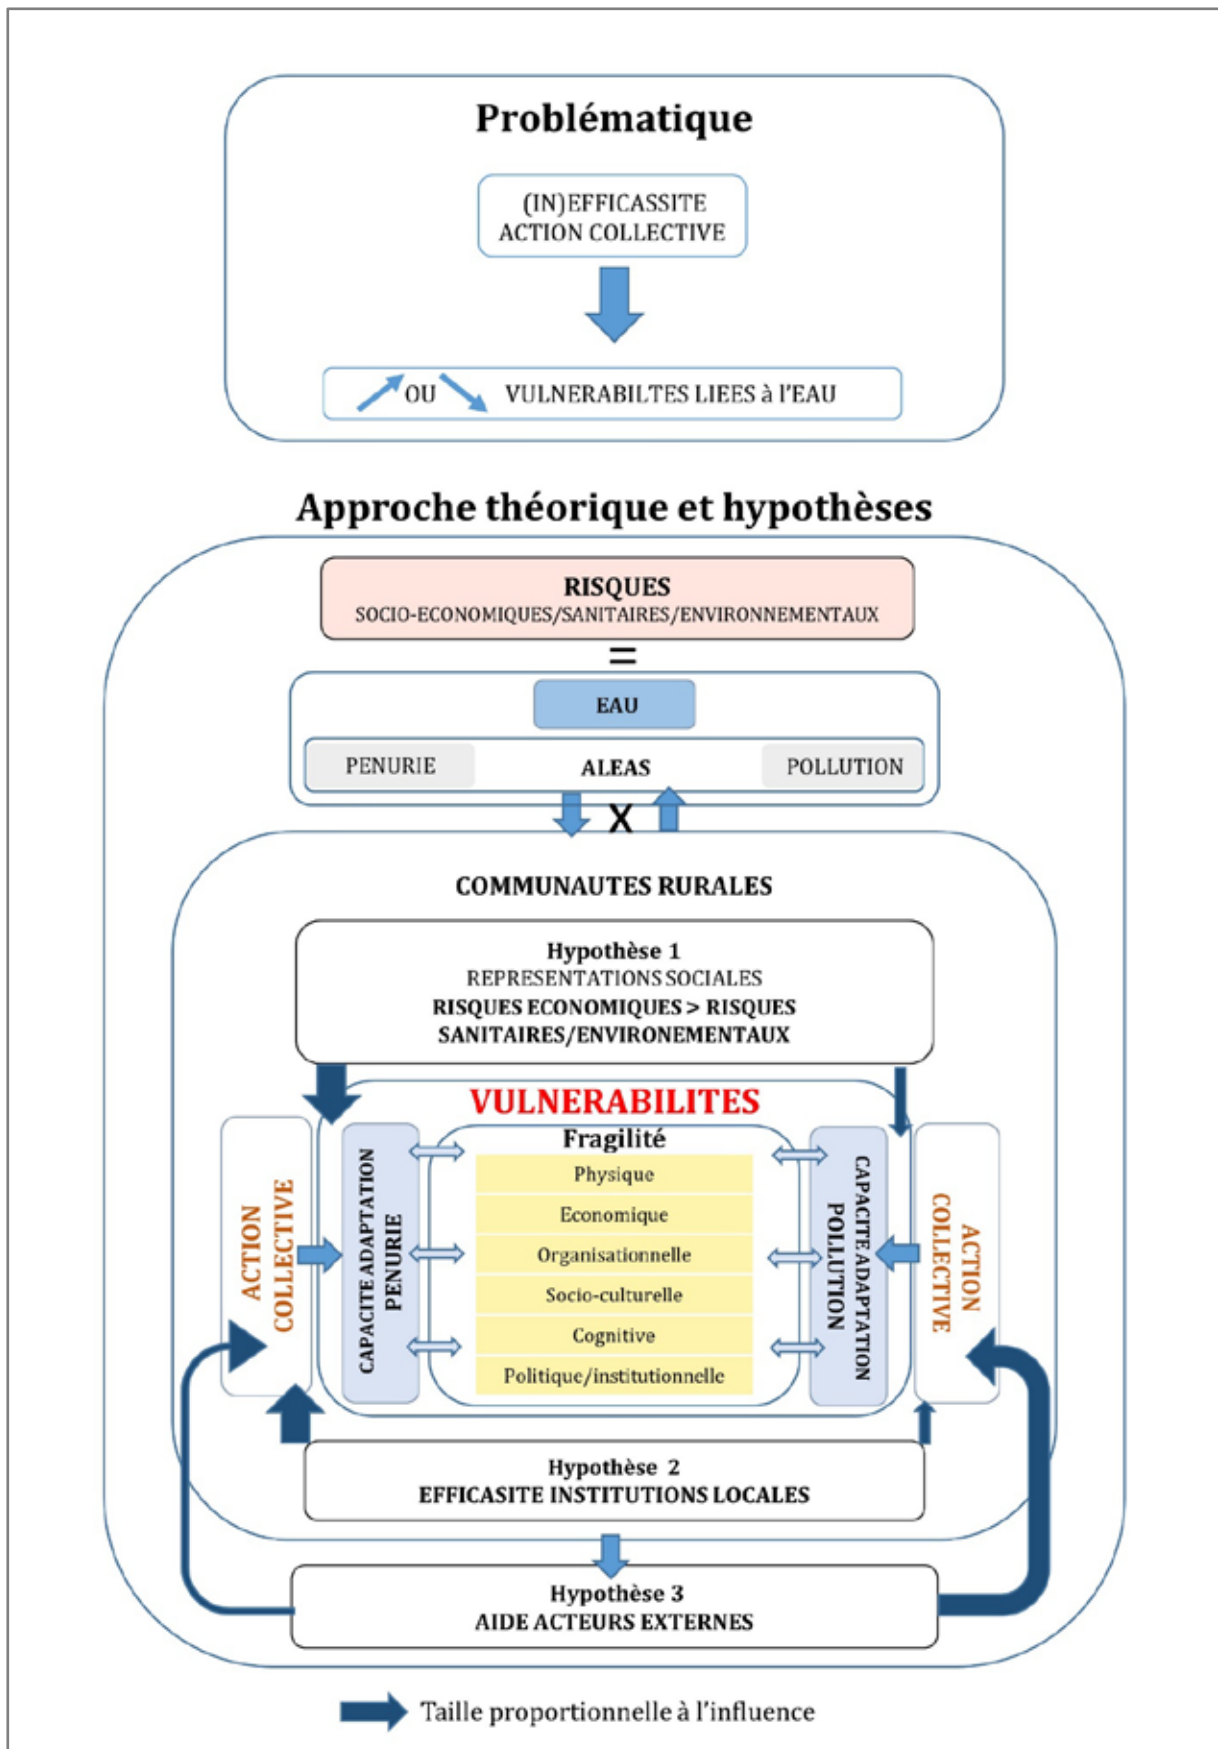 Problématique
(IN)EFFICASSITE
ACTION COLLECTIVE
OU VULNERABILTES LIEES à l'EAU
Approche théorique et hypothèses
RISQUES
SOCIO-ECONOMIQUES/SANITAIRES/ENVIRONNEMENTAUX
=
EAU
PENURIE ALEAS POLLUTION
X
COMMUNAUTES RURALES
Hypothèse 1
REPRESENTATIONS SOCIALES
RISQUES ECONOMIQUES > RISQUES
SANITAIRES/ENVIRONEMENTAUX
VULNERABILITES
ACTION
COLLECTIVE
CAPACITE ADAPTATION
PENURIE
Fragilité
Physique
Economique
Organisationnelle
Socio-culturelle
Cognitive
Politique/institutionnelle
CAPACITE ADAPTATION
POLLUTION
ACTION
COLLECTIVE
Hypothèse 2
EFFICASITE INSTITUTIONS LOCALES
Hypothèse 3
AIDE ACTEURS EXTERNES
Taille proportionnelle à l'influence